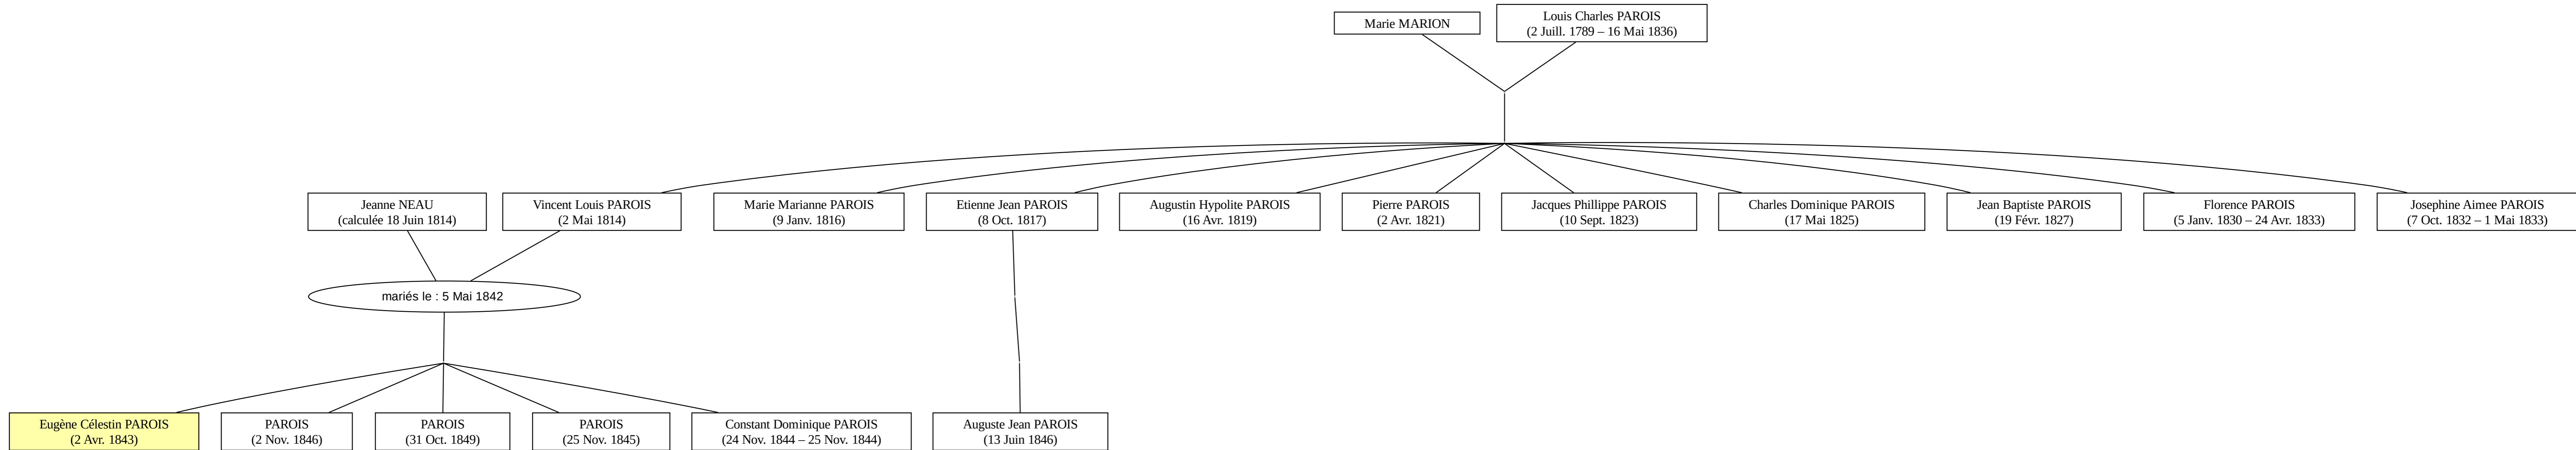 Marie MARION
Louis Charles PAROIS
(2 Juill. 1789 – 16 Mai 1836)
Jeanne NEAU
(calculée 18 Juin 1814)
Vincent Louis PAROIS
(2 Mai 1814)
Marie Marianne PAROIS
(9 Janv. 1816)
Etienne Jean PAROIS
(8 Oct. 1817)
Augustin Hypolite PAROIS
(16 Avr. 1819)
Pierre PAROIS
(2 Avr. 1821)
Jacques Phillippe PAROIS
(10 Sept. 1823)
Charles Dominique PAROIS
(17 Mai 1825)
Jean Baptiste PAROIS
(19 Févr. 1827)
Florence PAROIS
(5 Janv. 1830 – 24 Avr. 1833)
Josephine Aimee PAROIS
(7 Oct. 1832 – 1 Mai 1833)
mariés le : 5 Mai 1842
Eugène Célestin PAROIS
(2 Avr. 1843)
PAROIS
(2 Nov. 1846)
PAROIS
(31 Oct. 1849)
PAROIS
(25 Nov. 1845)
Constant Dominique PAROIS
(24 Nov. 1844 – 25 Nov. 1844)
Auguste Jean PAROIS
(13 Juin 1846)